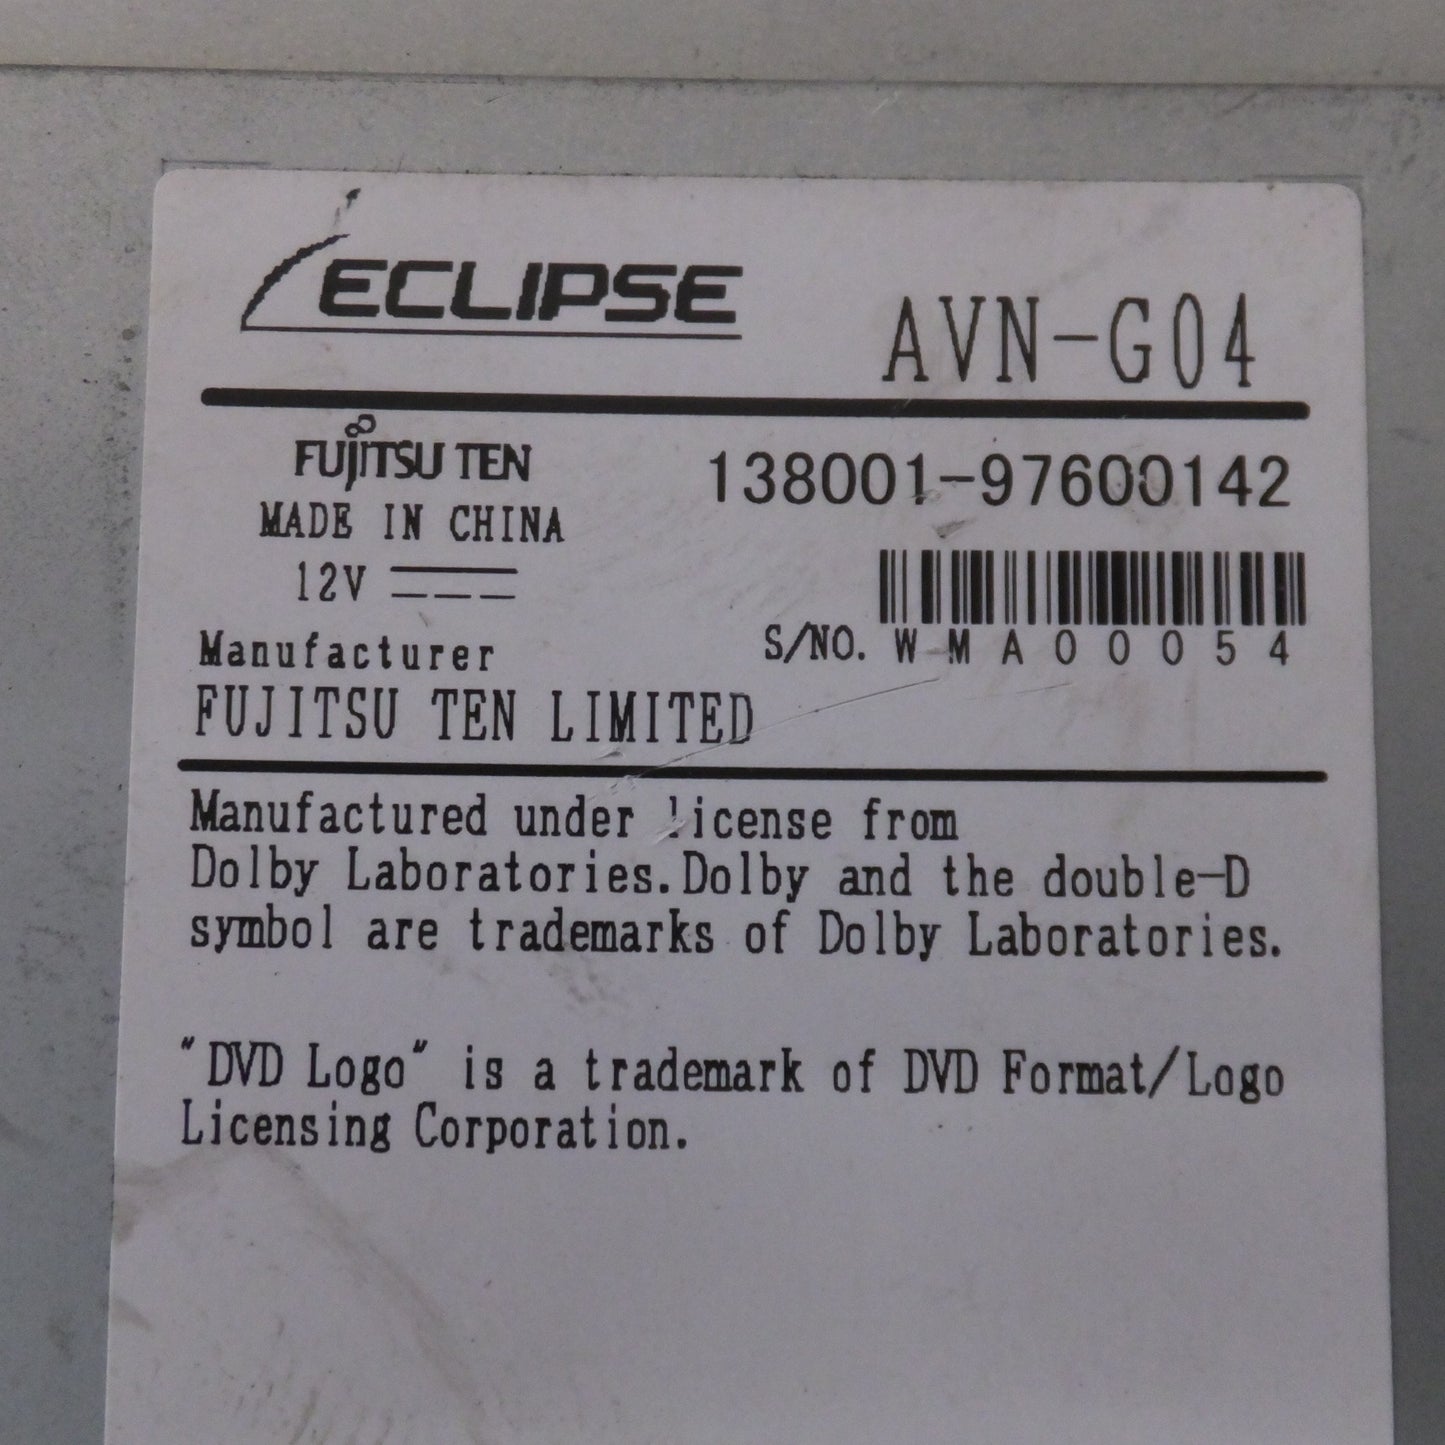 ECLIPSE AVN-G04
FUJITSU TEN 138001-97600142
MADE IN CHINA
12V
S/NO. WMA00054
Manufacturer
FUJITSU TEN LIMITED
Manufactured under license from
Dolby Laboratories.Dolby and the double-D
symbol are trademarks of Dolby Laboratories.
"DVD Logo" is a trademark of DVD Format/Logo
Licensing Corporation.